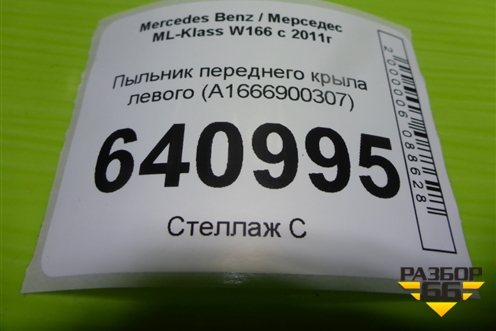 Mercedes Benz / Мерседес
ML-Klass W166 с 2011г
Пыльник переднего крыла
левого (A1666900307)
640995
Стеллаж С
2000006088628
РАЗБОР
66